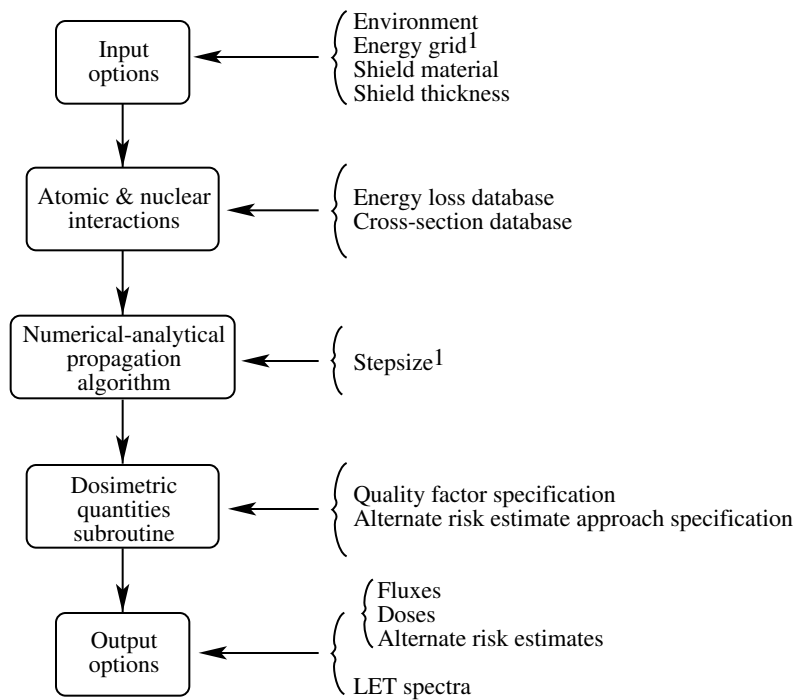 Input
options
Environment
Energy grid1
Shield material
Shield thickness
Atomic & nuclear
interactions
Energy loss database
Cross-section database
Numerical-analytical
propagation
algorithm
Stepsize1
Dosimetric
quantities
subroutine
Quality factor specification
Alternate risk estimate approach specification
Output
options
Fluxes
Doses
Alternate risk estimates
LET spectra